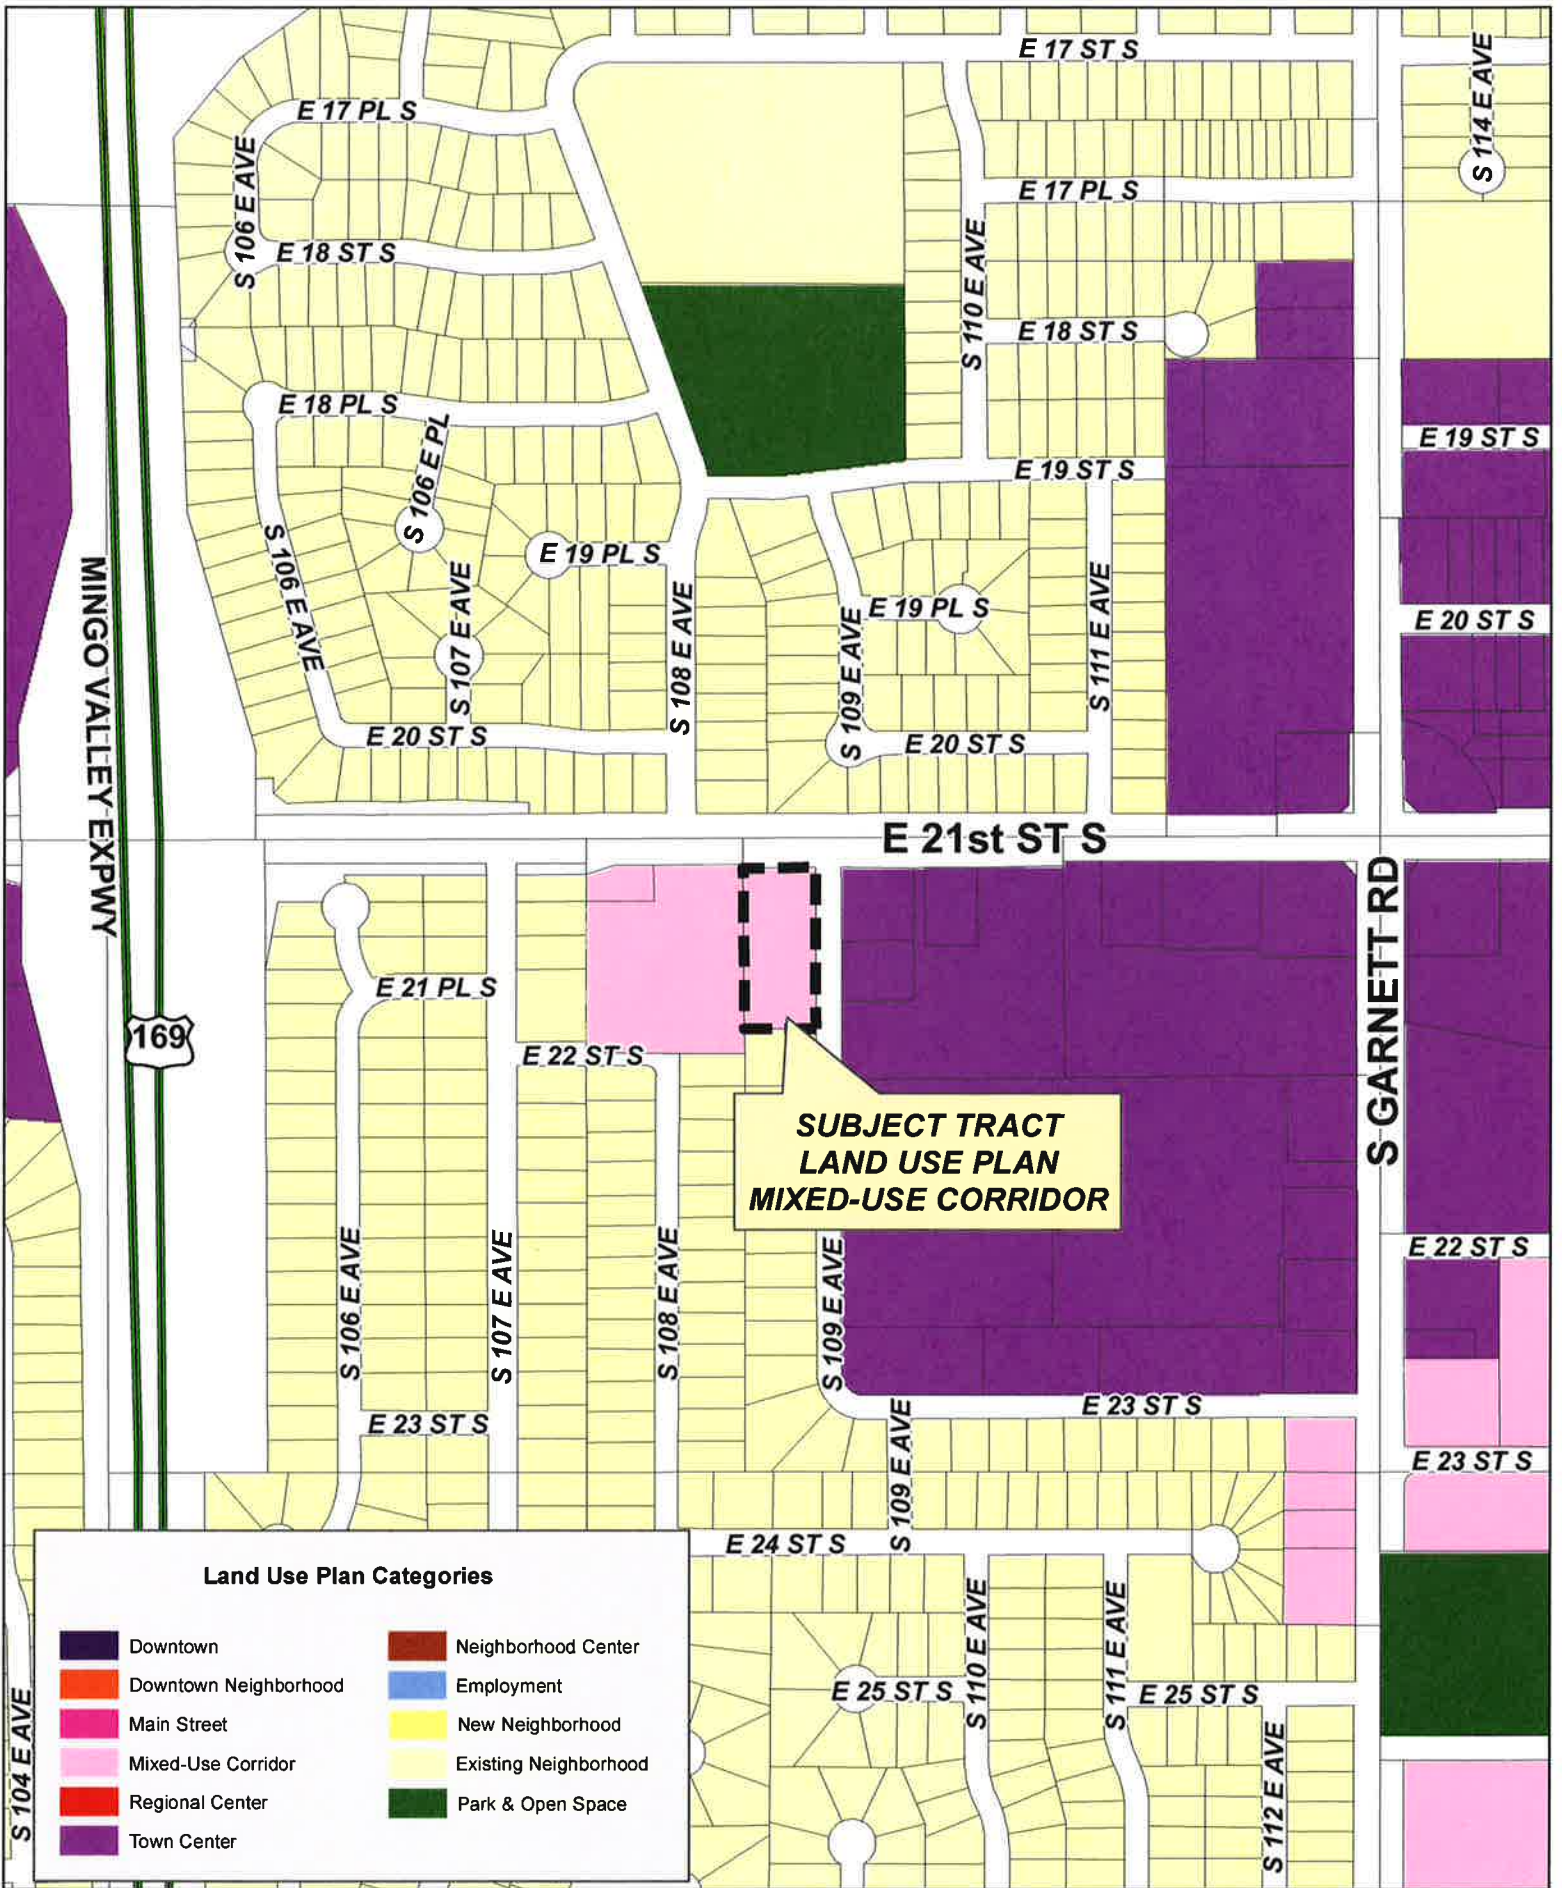 E 17 ST S
S 114 E AVE
E 17 PL S
S 106 E AVE
E 17 PL S
E 18 ST S
S 110 E AVE
E 18 ST S
E 18 PL S
S 106 E PL
E 19 ST S
E 19 ST S
S 106 E AVE
E 19 PL S
S 107 E AVE
S 108 E AVE
E 19 PL S
S 109 E AVE
S 111 E AVE
E 20 ST S
E 20 ST S
E 20 ST S
MINGO VALLEY EXPWY
E 21st ST S
S GARNETT RD
E 21 PL S
169
E 22 ST S
SUBJECT TRACT
LAND USE PLAN
MIXED-USE CORRIDOR
E 22 ST S
S 106 E AVE
S 107 E AVE
S 108 E AVE
S 109 E AVE
E 23 ST S
E 23 ST S
S 109 E AVE
E 23 ST S
E 24 ST S
E 25 ST S
S 110 E AVE
S 111 E AVE
E 25 ST S
S 112 E AVE
S 104 E AVE
Land Use Plan Categories
Downtown
Downtown Neighborhood
Main Street
Mixed-Use Corridor
Regional Center
Town Center
Neighborhood Center
Employment
New Neighborhood
Existing Neighborhood
Park & Open Space